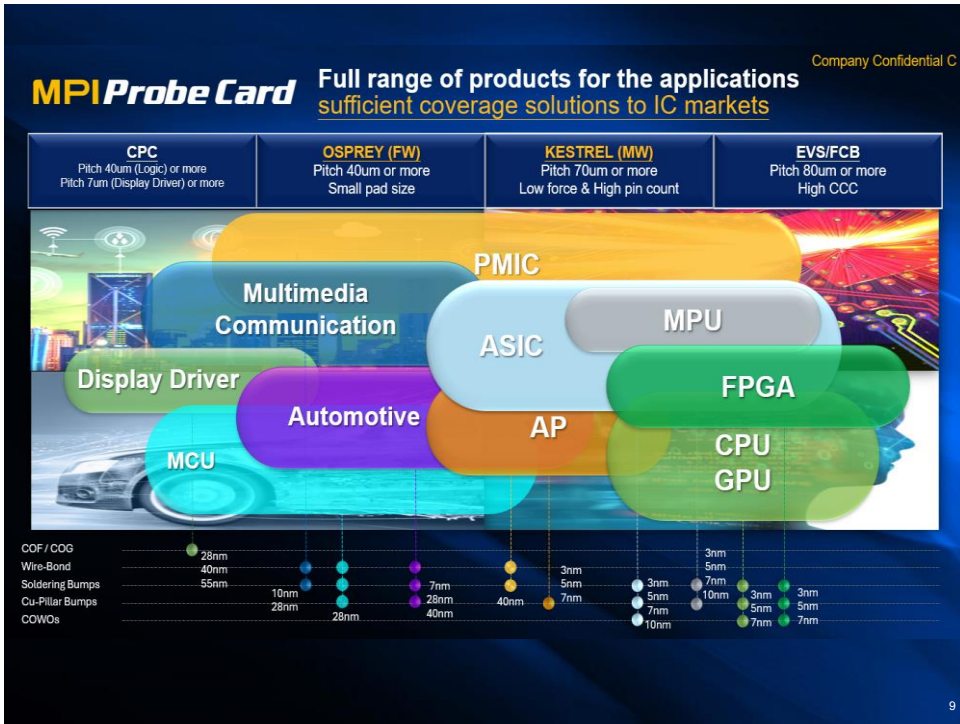 Company Confidential C
MPI Probe Card
Full range of products for the applications
sufficient coverage solutions to IC markets
CPC
Pitch 40um (Logic) or more
Pitch 7um (Display Driver) or more
OSPREY (FW)
Pitch 40um or more
Small pad size
KESTREL (MW)
Pitch 70um or more
Low force & High pin count
EVS/FCB
Pitch 80um or more
High CCC
PMIC
Multimedia
Communication
ASIC
MPU
Display Driver
FPGA
Automotive
AP
MCU
CPU
GPU
COF / COG
Wire-Bond
Soldering Bumps
Cu-Pillar Bumps
COWOs
28nm
40nm
55nm
10nm
28nm
28nm
7nm
28nm
40nm
40nm
3nm
5nm
7nm
3nm
5nm
7nm
10nm
3nm
5nm
7nm
10nm
3nm
5nm
7nm
3nm
5nm
7nm
9